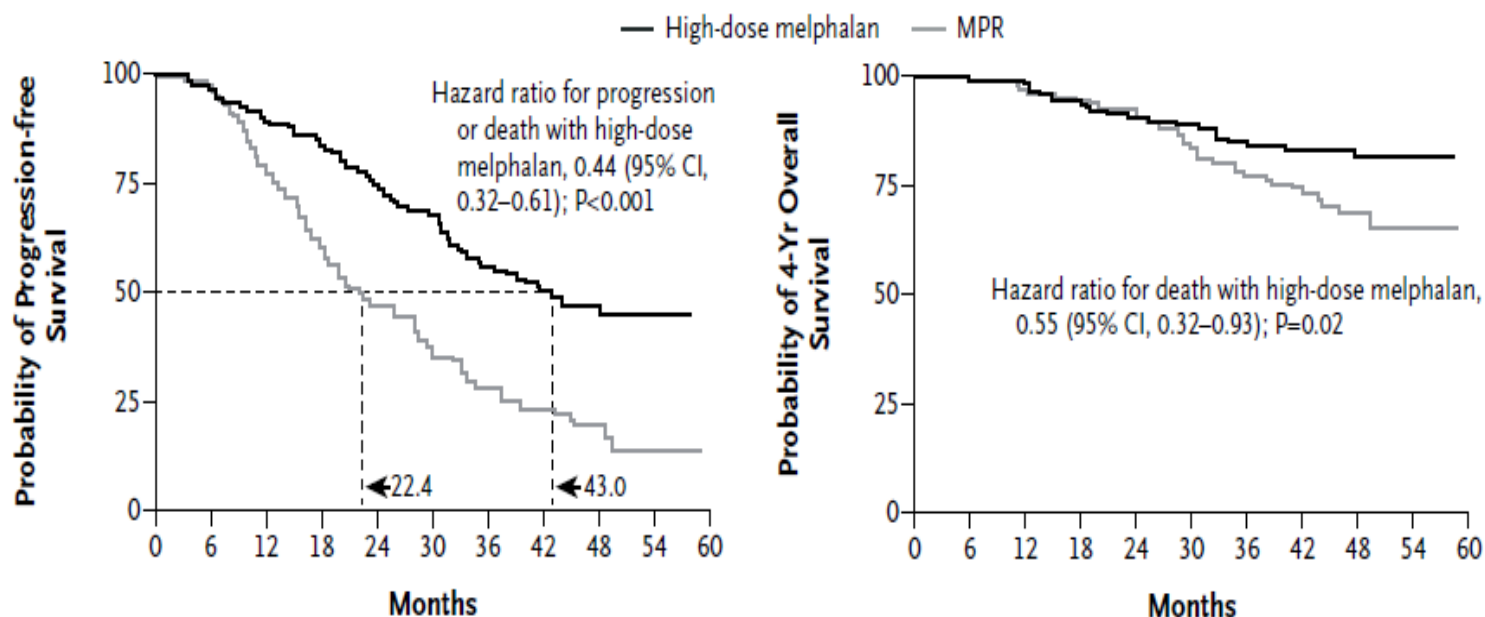 High-dose melphalan MPR
Probability of Progression-free
Survival
100
75
50
25
0
Hazard ratio for progression
or death with high-dose
melphalan, 0.44 (95% CI,
0.32–0.61); P<0.001
22.4
43.0
0 6 12 18 24 30 36 42 48 54 60
Months
Probability of 4-Yr Overall
Survival
100
75
50
25
0
Hazard ratio for death with high-dose melphalan,
0.55 (95% CI, 0.32–0.93); P=0.02
0 6 12 18 24 30 36 42 48 54 60
Months